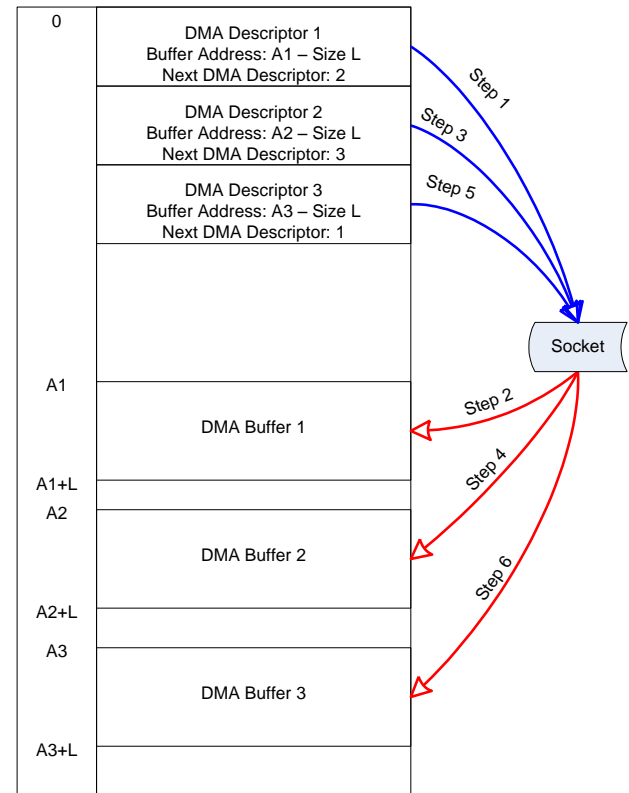 0
DMA Descriptor 1
Buffer Address: A1 – Size L
Next DMA Descriptor: 2
Step 1
DMA Descriptor 2
Buffer Address: A2 – Size L
Next DMA Descriptor: 3
Step 3
DMA Descriptor 3
Buffer Address: A3 – Size L
Next DMA Descriptor: 1
Step 5
Socket
A1
Step 2
DMA Buffer 1
Step 4
A1+L
A2
DMA Buffer 2
Step 6
A2+L
A3
DMA Buffer 3
A3+L